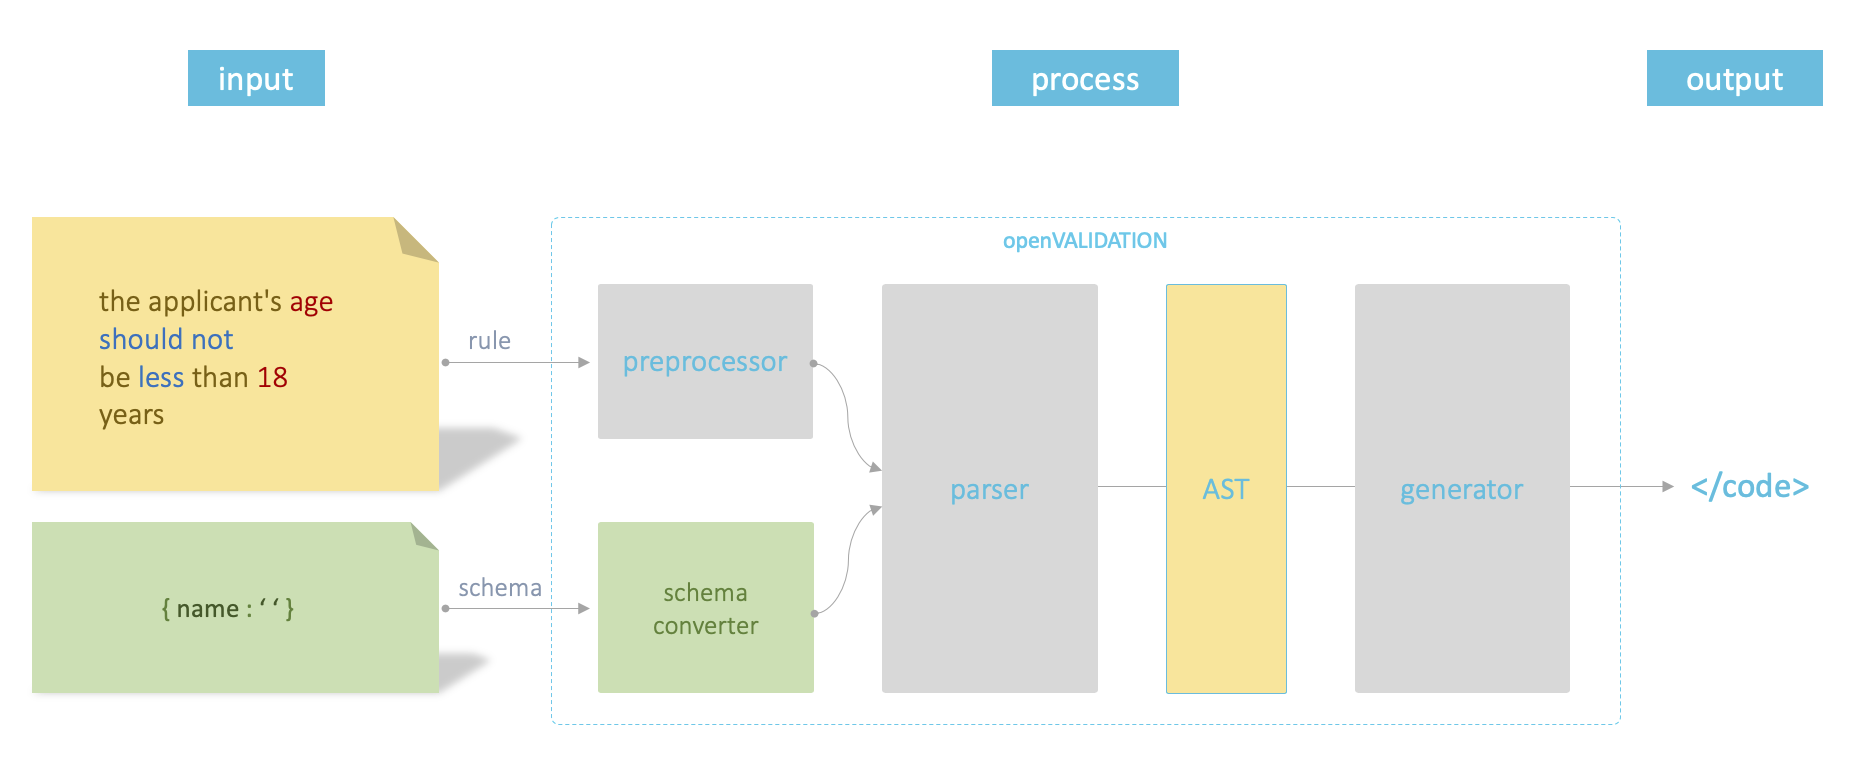 input
process
output
openVALIDATION
the applicant's age
should not
be less than 18
years
rule
preprocessor
parser
AST
generator
</code>
{ name : ‘ ‘ }
schema
schema
converter